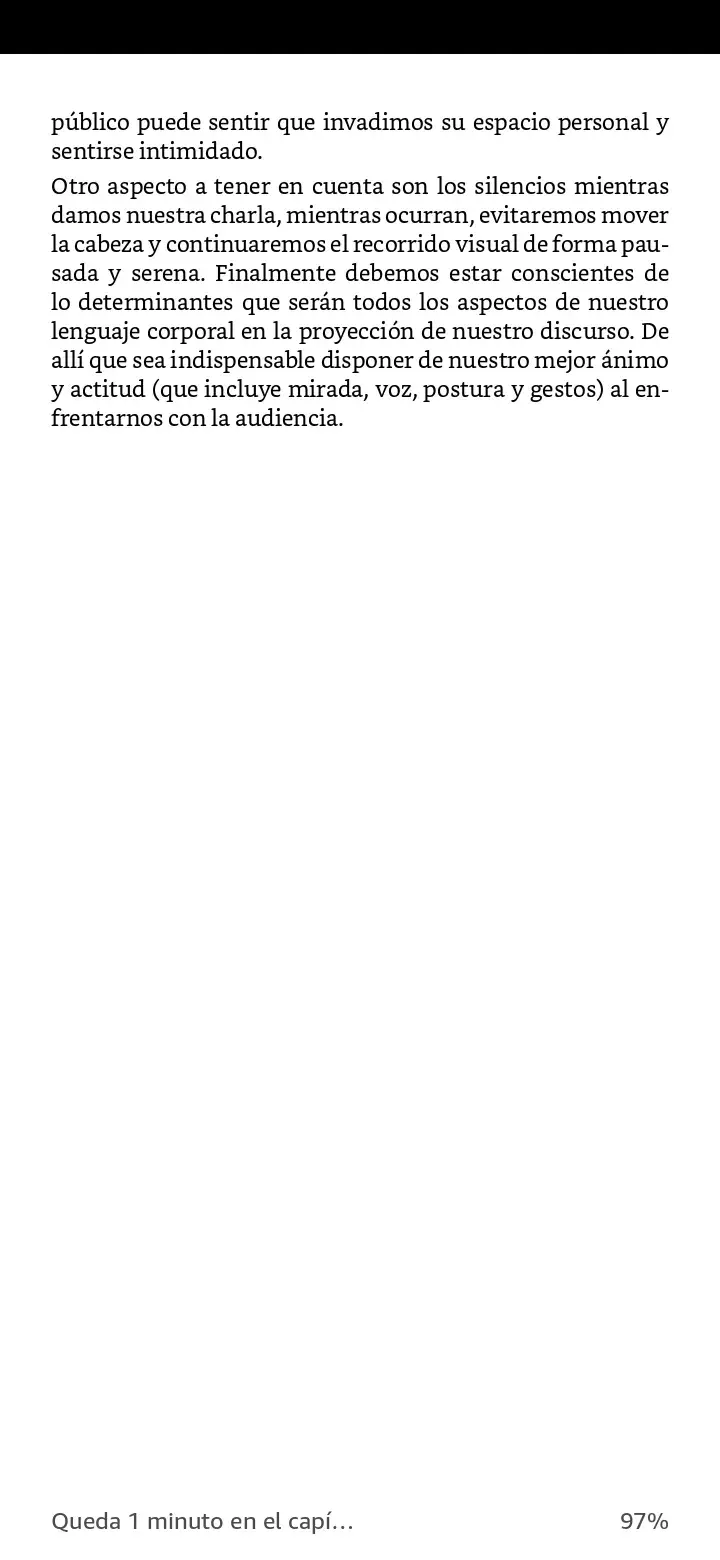 público puede sentir que invadimos su espacio personal y
sentirse intimidado.
Otro aspecto a tener en cuenta son los silencios mientras
damos nuestra charla, mientras ocurran, evitaremos mover
la cabeza y continuaremos el recorrido visual de forma pau-
sada y serena. Finalmente debemos estar conscientes de
lo determinantes que serán todos los aspectos de nuestro
lenguaje corporal en la proyección de nuestro discurso. De
allí que sea indispensable disponer de nuestro mejor ánimo
y actitud (que incluye mirada, voz, postura y gestos) al en-
frentarnos con la audiencia.
Queda 1 minuto en el capí… 97%